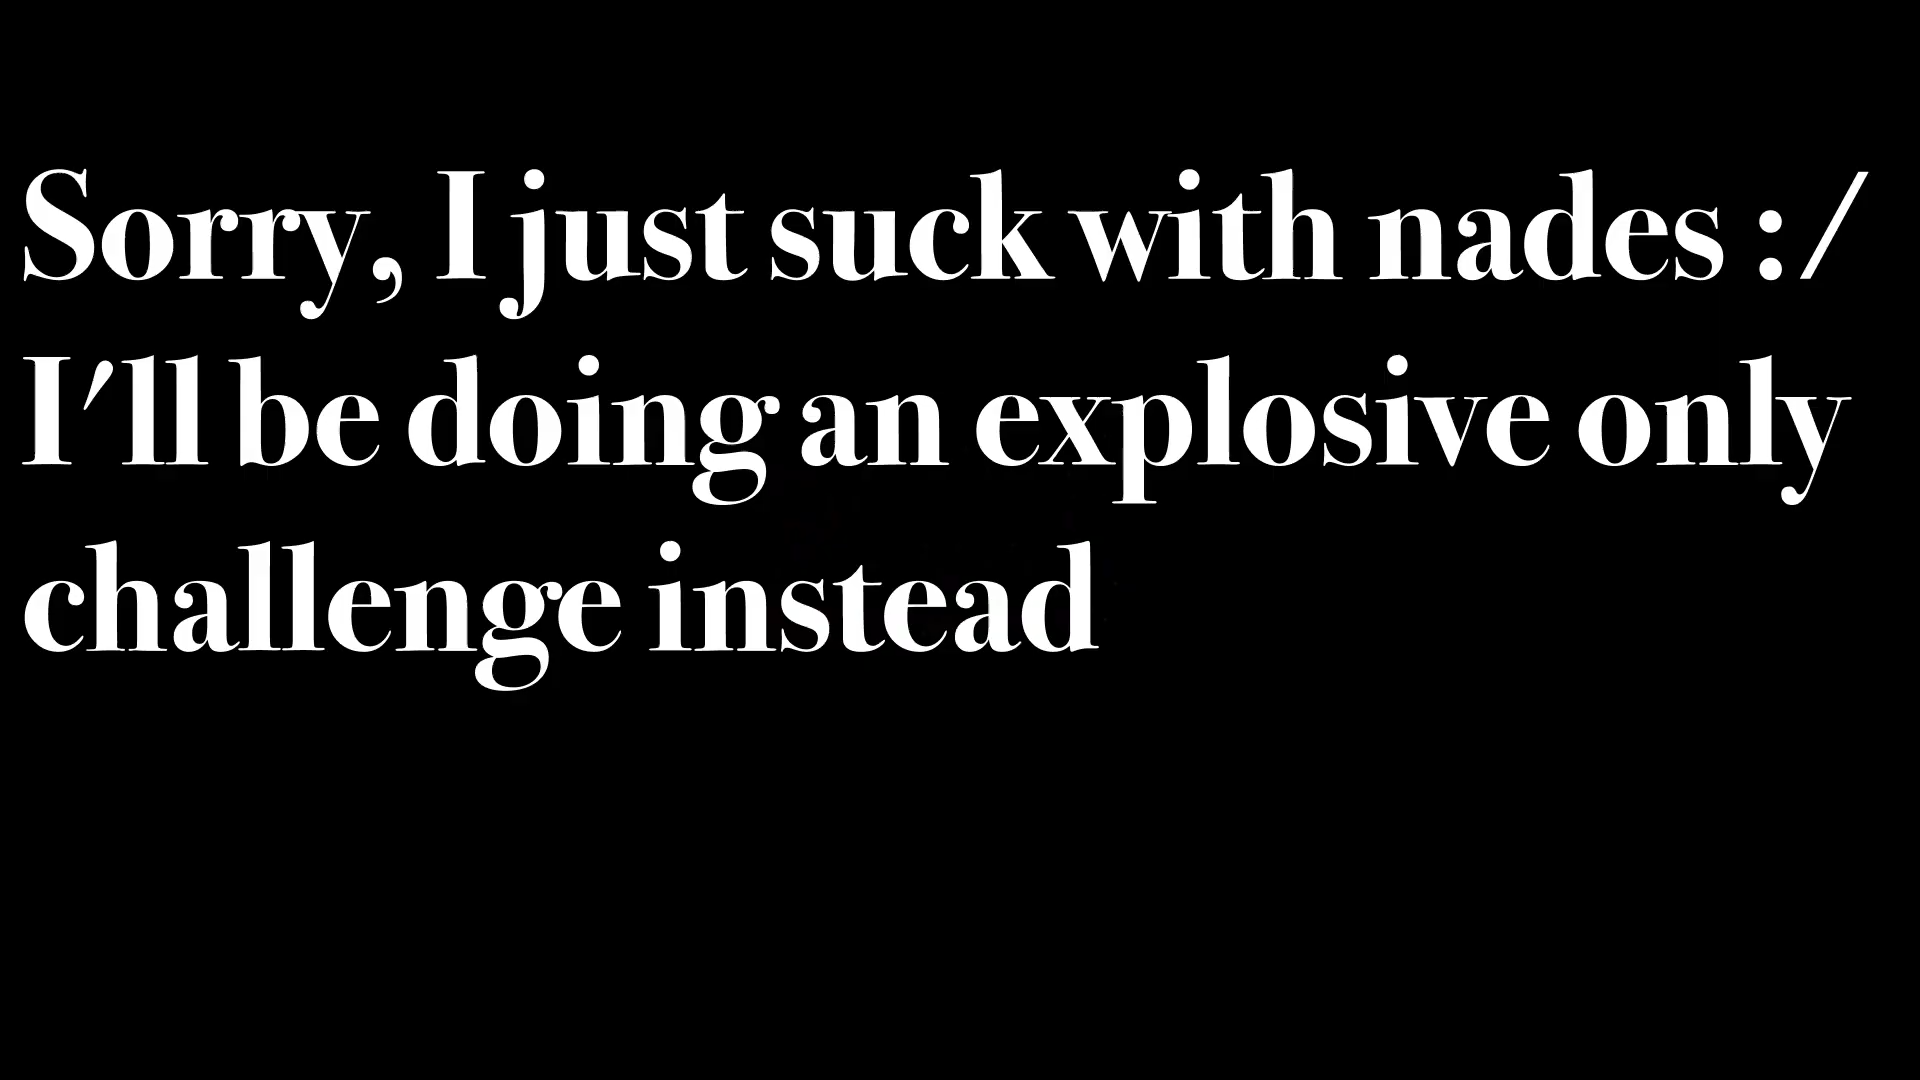 Sorry, I just suck with nades :/
I'll be doing an explosive only
challenge instead